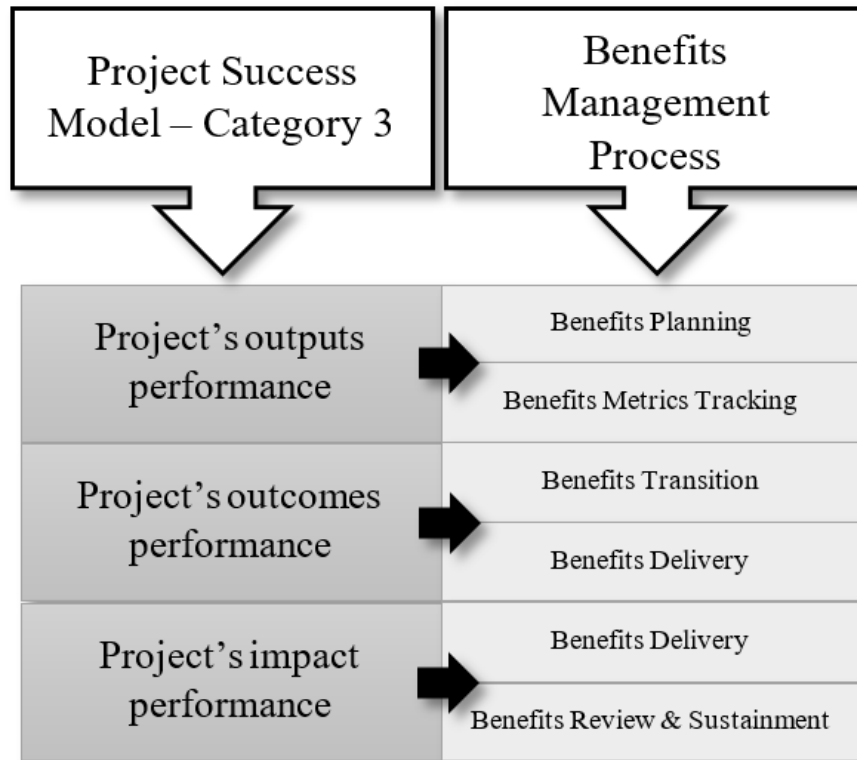 Project Success
Model – Category 3
Benefits
Management
Process
Project's outputs
performance
Benefits Planning
Benefits Metrics Tracking
Project's outcomes
performance
Benefits Transition
Benefits Delivery
Project's impact
performance
Benefits Delivery
Benefits Review & Sustainment